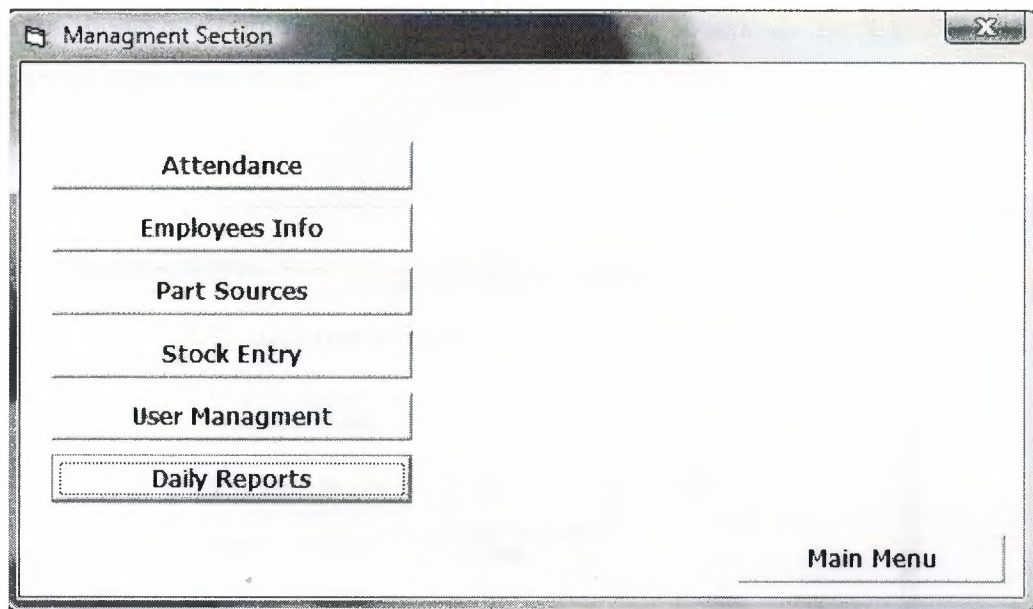 Managment Section
Attendance
Employees Info
Part Sources
Stock Entry
User Managment
Daily Reports
Main Menu